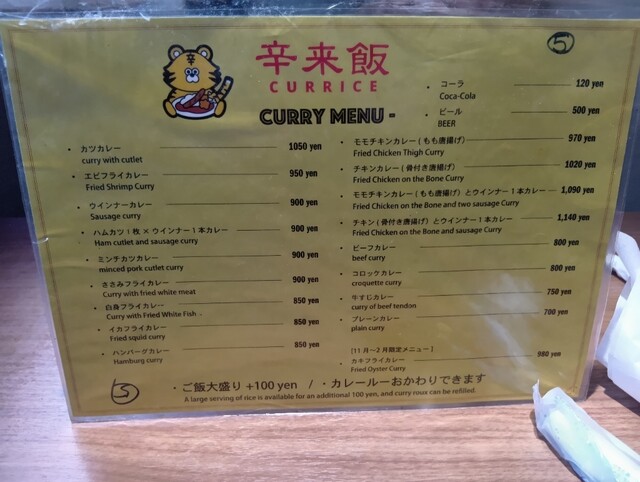 5
辛来飯
CURRICE
CURRY MENU -
・コーラ 120 yen
Coca-Cola
・ビール 500 yen
BEER
・カツカレー 1050 yen
curry with cutlet
・エビフライカレー 950 yen
Fried Shrimp Curry
・ウインナーカレー 900 yen
Sausage curry
・ハムカツ1枚×ウインナー1本カレー 900 yen
Ham cutlet and sausage curry
・ミンチカツカレー 900 yen
minced pork cutlet curry
・ささみフライカレー 900 yen
Curry with fried white meat
・白身フライカレー 850 yen
Curry with Fried White Fish
・イカフライカレー 850 yen
Fried squid curry
・ハンバーグカレー 850 yen
Hamburg curry
・モモチキンカレー(もも唐揚げ) 970 yen
Fried Chicken Thigh Curry
・チキンカレー(骨付き唐揚げ) 1020 yen
Fried Chicken on the Bone Curry
・モモチキンカレー(もも唐揚げ)とウインナー1本カレー 1,090 yen
Fried Chicken on the Bone and two sausage Curry
・チキン(骨付き唐揚げ)とウインナー1本カレー 1,140 yen
Fried Chicken on the Bone and sausage Curry
・ビーフカレー 800 yen
beef curry
・コロッケカレー 800 yen
croquette curry
・牛すじカレー 750 yen
curry of beef tendon
・プレーンカレー 700 yen
plain curry
[11月〜2月限定メニュー]
・カキフライカレー 980 yen
Fried Oyster Curry
・ご飯大盛り +100 yen / ・カレールーおかわりできます
A large serving of rice is available for an additional 100 yen, and curry roux can be refilled.
5